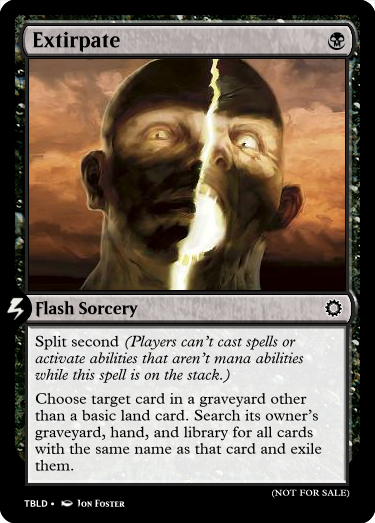 Extirpate
Flash Sorcery
Split second (Players can't cast spells or
activate abilities that aren't mana abilities
while this spell is on the stack.)
Choose target card in a graveyard other
than a basic land card. Search its owner's
graveyard, hand, and library for all cards
with the same name as that card and exile
them.
(NOT FOR SALE)
TBLD • Jon Foster